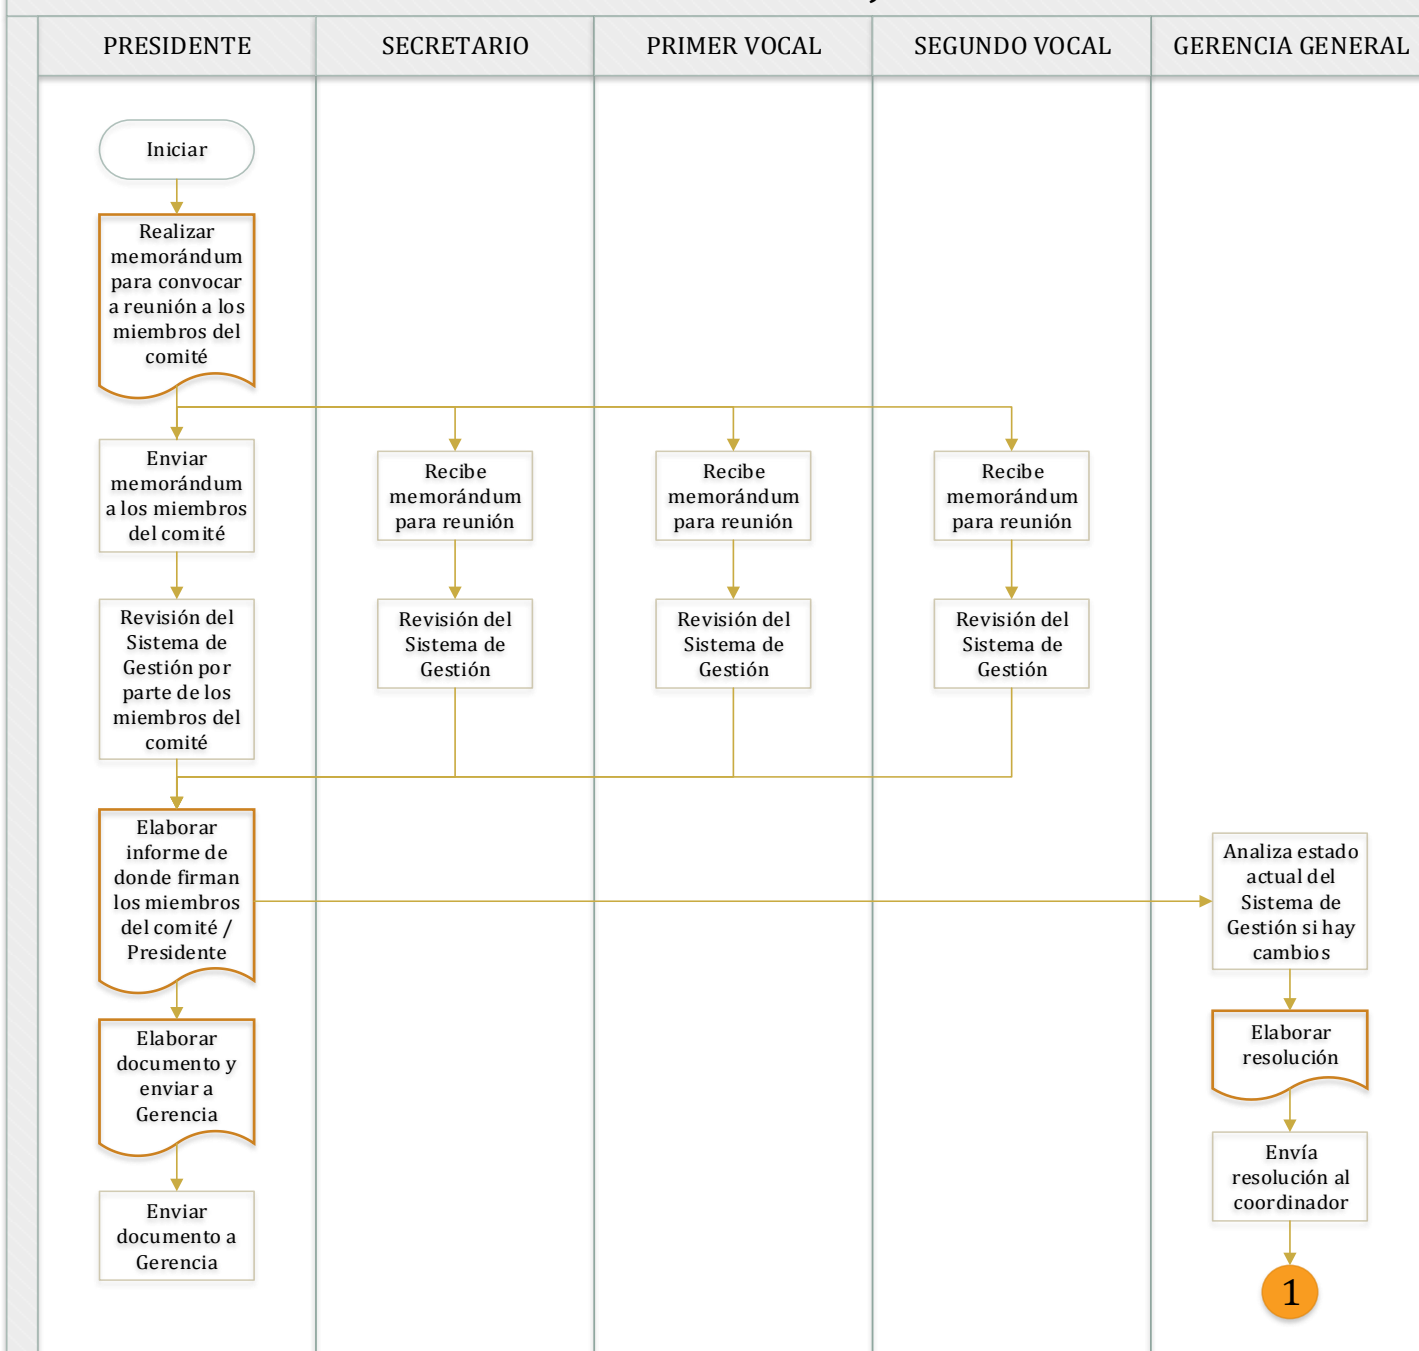 PRESIDENTE
SECRETARIO
PRIMER VOCAL
SEGUNDO VOCAL
GERENCIA GENERAL
Iniciar
Realizar
memorándum
para convocar
a reunión a los
miembros del
comité
Enviar
memorándum
a los miembros
del comité
Recibe
memorándum
para reunión
Recibe
memorándum
para reunión
Recibe
memorándum
para reunión
Revisión del
Sistema de
Gestión por
parte de los
miembros del
comité
Revisión del
Sistema de
Gestión
Revisión del
Sistema de
Gestión
Revisión del
Sistema de
Gestión
Elaborar
informe de
donde firman
los miembros
del comité /
Presidente
Analiza estado
actual del
Sistema de
Gestión si hay
cambios
Elaborar
documento y
enviar a
Gerencia
Elaborar
resolución
Enviar
documento a
Gerencia
Envía
resolución al
coordinador
1